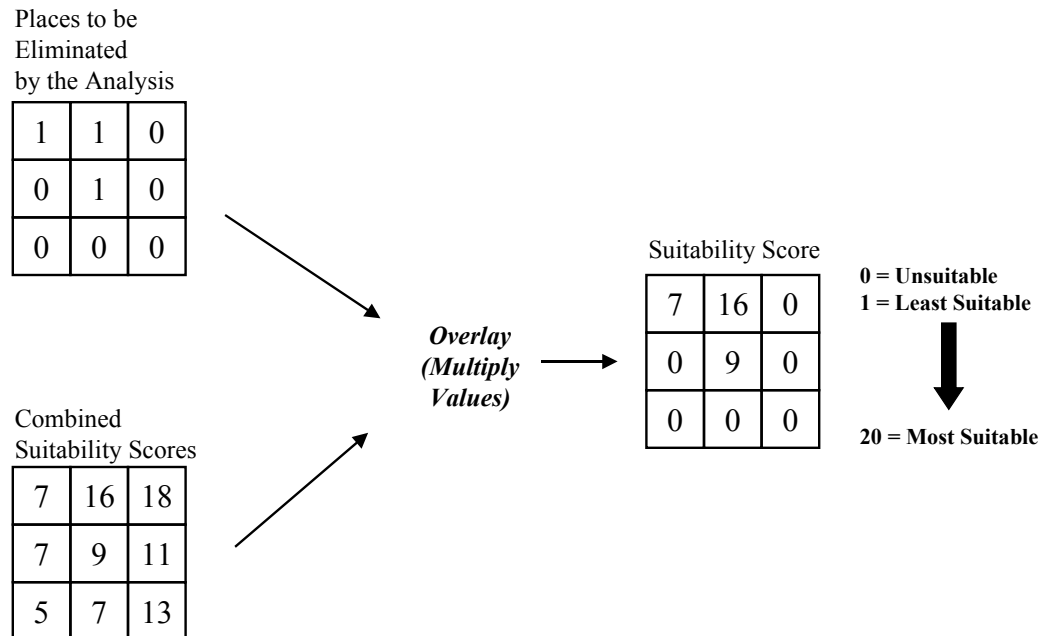 Places to be
Eliminated
by the Analysis
1 1 0
0 1 0
0 0 0
Combined
Suitability Scores
7 16 18
7 9 11
5 7 13
Overlay
(Multiply
Values)
Suitability Score
7 16 0
0 9 0
0 0 0
0 = Unsuitable
1 = Least Suitable
20 = Most Suitable